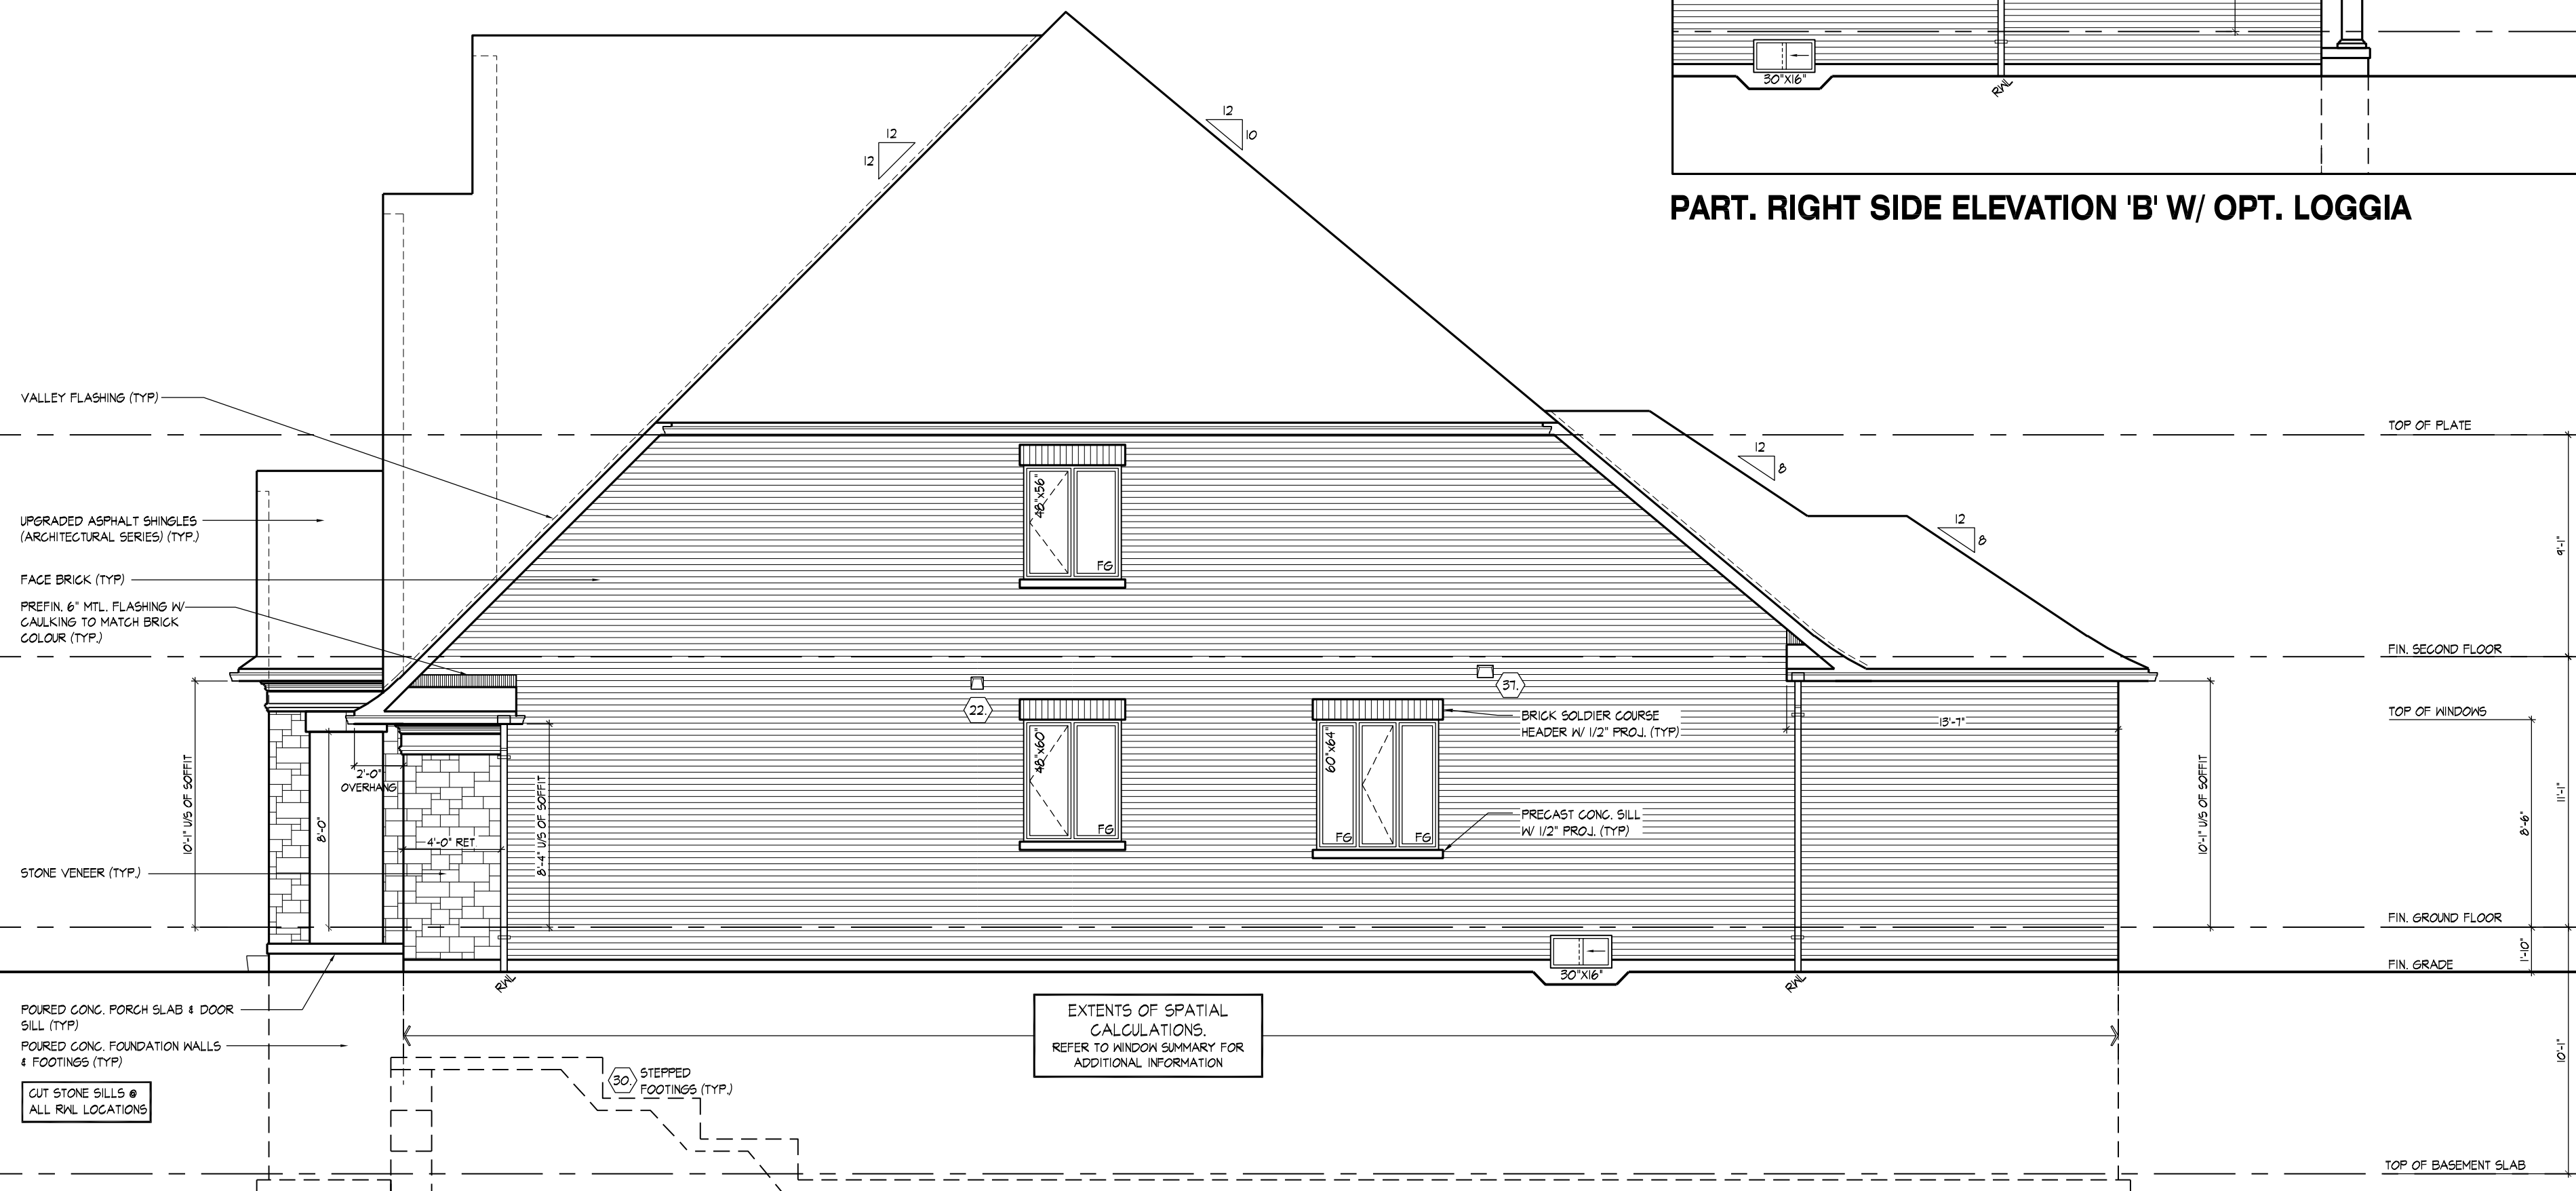 30"X16"
RWL
PART. RIGHT SIDE ELEVATION 'B' W/ OPT. LOGGIA
12
12
12
10
12
8
12
8
VALLEY FLASHING (TYP)
UPGRADED ASPHALT SHINGLES
(ARCHITECTURAL SERIES) (TYP.)
FACE BRICK (TYP)
PREFIN. 6" MTL. FLASHING W/
CAULKING TO MATCH BRICK
COLOUR (TYP.)
STONE VENEER (TYP.)
POURED CONC. PORCH SLAB & DOOR
SILL (TYP)
POURED CONC. FOUNDATION WALLS
& FOOTINGS (TYP)
CUT STONE SILLS @
ALL RWL LOCATIONS
10'-1" U/S OF SOFFIT
8'-0"
2'-0"
OVERHANG
4'-0" RET.
8'-4" U/S OF SOFFIT
RWL
48"x56"
FG
22.
37.
48"x60"
FG
60"x64"
FG
FG
BRICK SOLDIER COURSE
HEADER W/ 1/2" PROJ. (TYP)
PRECAST CONC. SILL
W/ 1/2" PROJ. (TYP)
13'-7"
30"X16"
RWL
10'-1" U/S OF SOFFIT
EXTENTS OF SPATIAL
CALCULATIONS.
REFER TO WINDOW SUMMARY FOR
ADDITIONAL INFORMATION
30.
STEPPED
FOOTINGS (TYP.)
TOP OF PLATE
9'-1"
FIN. SECOND FLOOR
TOP OF WINDOWS
11'-1"
8'-6"
FIN. GROUND FLOOR
1'-10"
FIN. GRADE
10'-1"
TOP OF BASEMENT SLAB